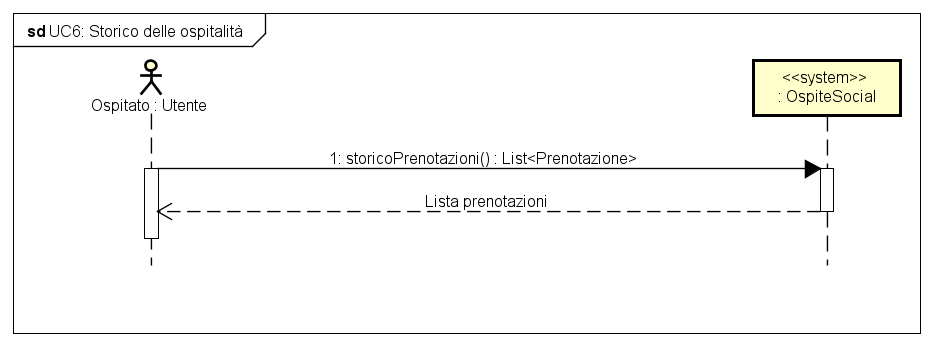 sd UC6: Storico delle ospitalità
Ospitato : Utente
<<system>>
: OspiteSocial
1: storicoPrenotazioni() : List<Prenotazione>
Lista prenotazioni